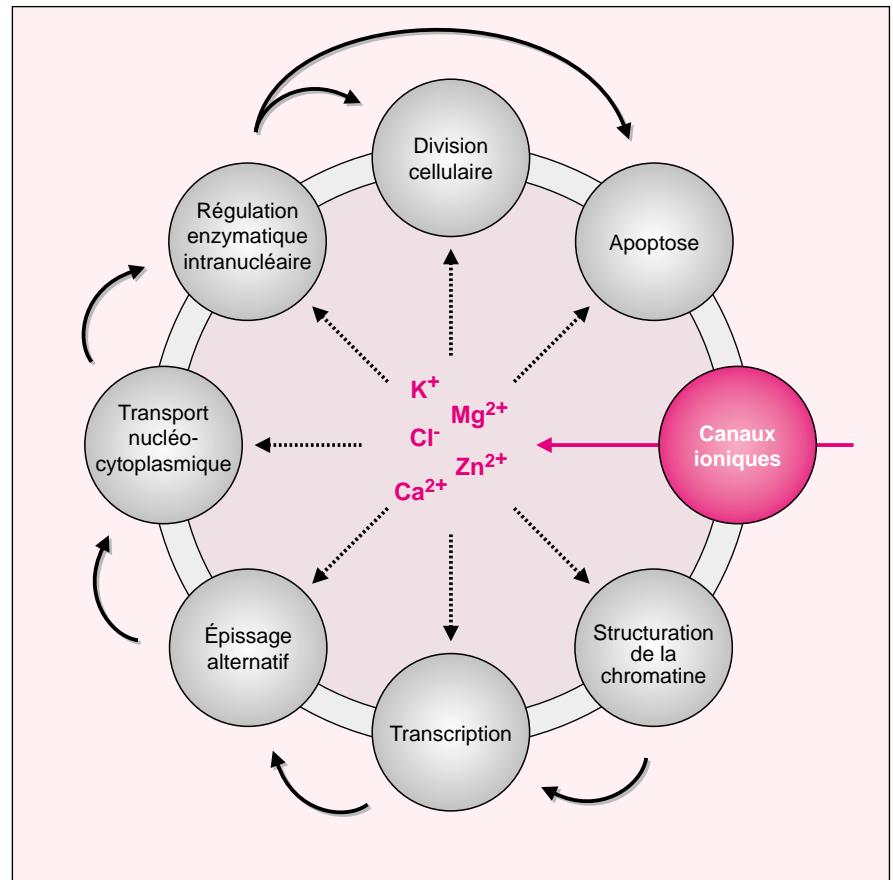 Division
cellulaire
Régulation
enzymatique
intranucléaire
Apoptose
K⁺
Mg²⁺
Transport
nucléo-
cytoplasmique
Cl⁻
Canaux
ioniques
Zn²⁺
Ca²⁺
Épissage
alternatif
Structuration
de la
chromatine
Transcription